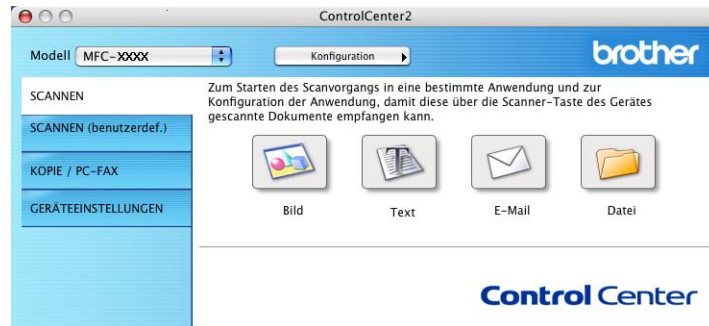 ControlCenter2
Modell MFC-XXXX Konfiguration brother
SCANNEN
SCANNEN (benutzerdef.)
KOPIE / PC-FAX
GERÄTEEINSTELLUNGEN
Zum Starten des Scanvorgangs in eine bestimmte Anwendung und zur
Konfiguration der Anwendung, damit diese über die Scanner-Taste des Gerätes
gescannte Dokumente empfangen kann.
Bild Text E-Mail Datei
Control Center